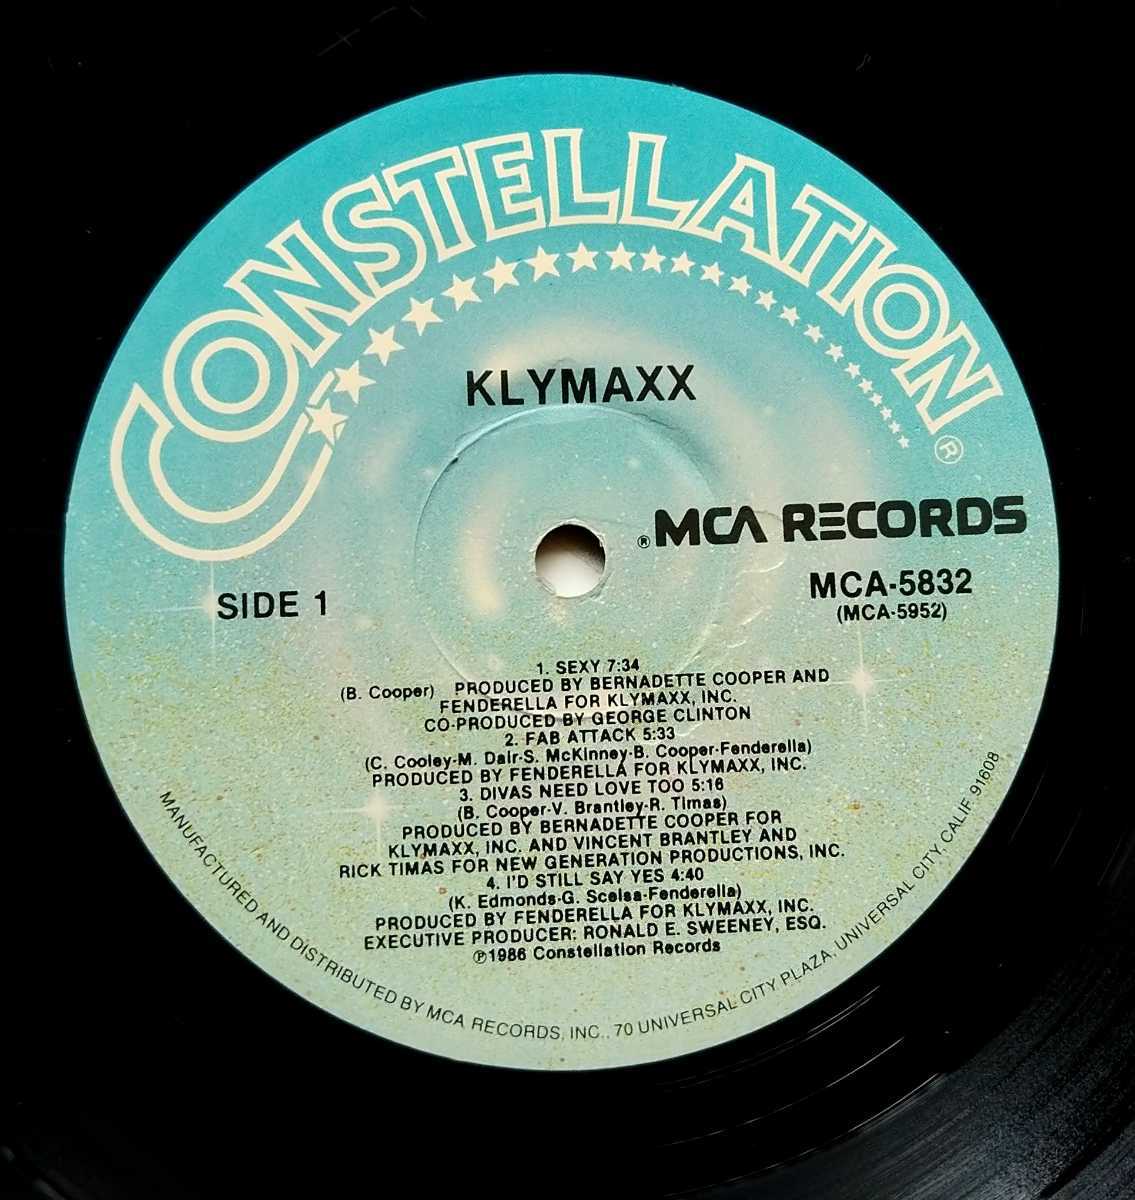 CONSTELLATION ®
KLYMAXX
® MCA RECORDS
SIDE 1
MCA-5832
(MCA-5952)
1. SEXY 7:34
(B. Cooper) PRODUCED BY BERNADETTE COOPER AND
FENDERELLA FOR KLYMAXX, INC.
CO-PRODUCED BY GEORGE CLINTON
2. FAB ATTACK 5:33
(C. Cooley-M. Dair-S. McKinney-B. Cooper-Fenderella)
PRODUCED BY FENDERELLA FOR KLYMAXX, INC.
3. DIVAS NEED LOVE TOO 5:16
(B. Cooper-V. Brantley-R. Timas)
PRODUCED BY BERNADETTE COOPER FOR
KLYMAXX, INC. AND VINCENT BRANTLEY AND
RICK TIMAS FOR NEW GENERATION PRODUCTIONS, INC.
4. I'D STILL SAY YES 4:40
(K. Edmonds-G. Scelsa-Fenderella)
PRODUCED BY FENDERELLA FOR KLYMAXX, INC.
EXECUTIVE PRODUCER: RONALD E. SWEENEY, ESQ.
℗1986 Constellation Records
MANUFACTURED AND DISTRIBUTED BY MCA RECORDS, INC., 70 UNIVERSAL CITY PLAZA, UNIVERSAL CITY, CALIF. 91608